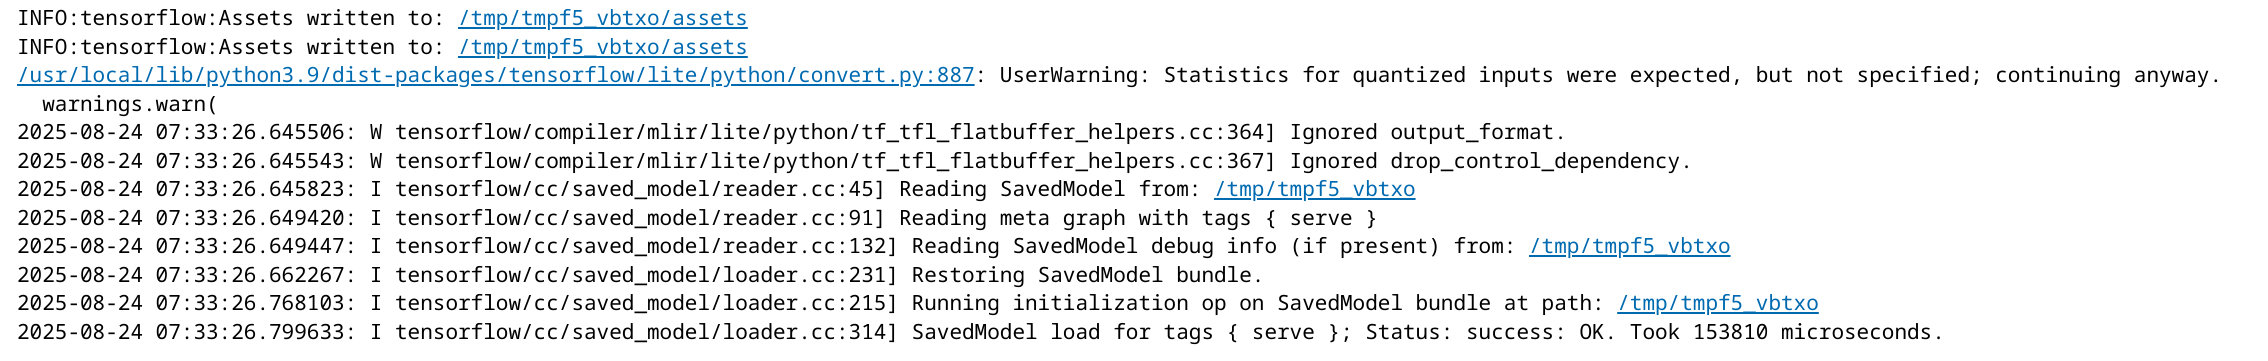 INFO:tensorflow:Assets written to: /tmp/tmpf5_vbtxo/assets
INFO:tensorflow:Assets written to: /tmp/tmpf5_vbtxo/assets
/usr/local/lib/python3.9/dist-packages/tensorflow/lite/python/convert.py:887: UserWarning: Statistics for quantized inputs were expected, but not specified; continuing anyway.
  warnings.warn(
2025-08-24 07:33:26.645506: W tensorflow/compiler/mlir/lite/python/tf_tfl_flatbuffer_helpers.cc:364] Ignored output_format.
2025-08-24 07:33:26.645543: W tensorflow/compiler/mlir/lite/python/tf_tfl_flatbuffer_helpers.cc:367] Ignored drop_control_dependency.
2025-08-24 07:33:26.645823: I tensorflow/cc/saved_model/reader.cc:45] Reading SavedModel from: /tmp/tmpf5_vbtxo
2025-08-24 07:33:26.649420: I tensorflow/cc/saved_model/reader.cc:91] Reading meta graph with tags { serve }
2025-08-24 07:33:26.649447: I tensorflow/cc/saved_model/reader.cc:132] Reading SavedModel debug info (if present) from: /tmp/tmpf5_vbtxo
2025-08-24 07:33:26.662267: I tensorflow/cc/saved_model/loader.cc:231] Restoring SavedModel bundle.
2025-08-24 07:33:26.768103: I tensorflow/cc/saved_model/loader.cc:215] Running initialization op on SavedModel bundle at path: /tmp/tmpf5_vbtxo
2025-08-24 07:33:26.799633: I tensorflow/cc/saved_model/loader.cc:314] SavedModel load for tags { serve }; Status: success: OK. Took 153810 microseconds.